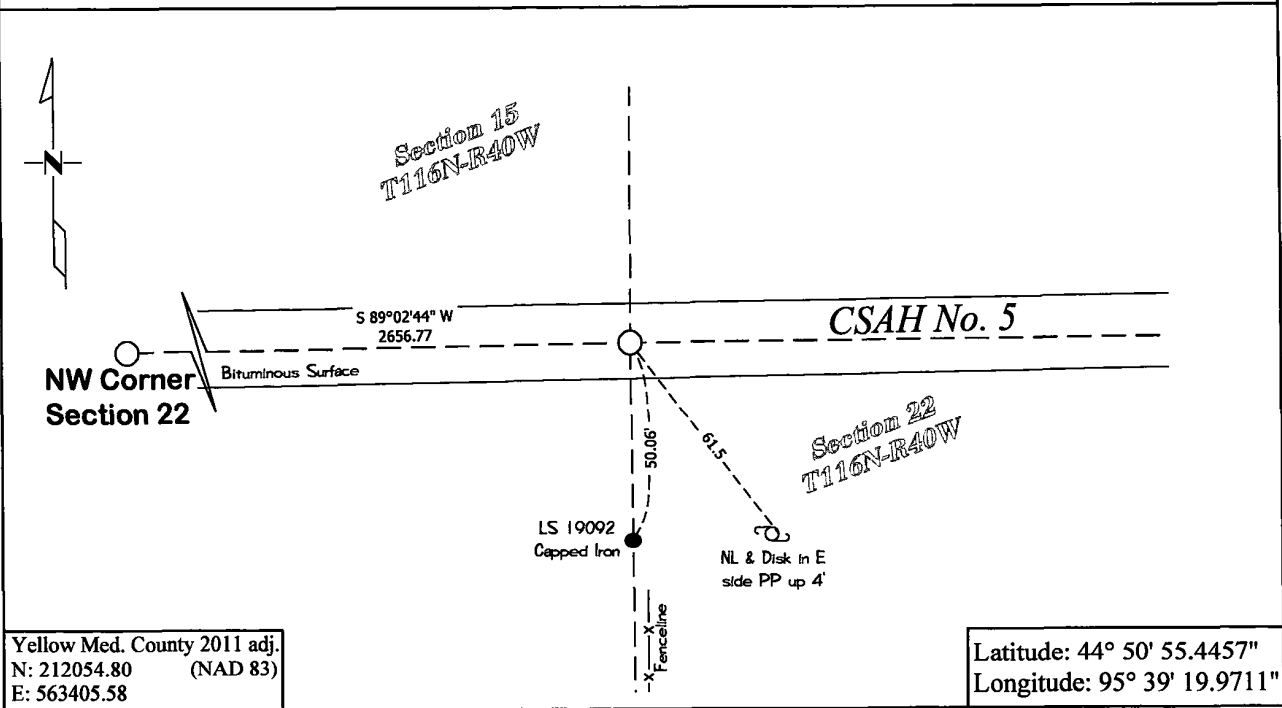 N
Section 15
T116N-R40W
S 89°02'44" W
2656.77
CSAH No. 5
Bituminous Surface
NW Corner
Section 22
50.06'
61.5
Section 22
T116N-R40W
LS 19092
Capped Iron
NL & Disk in E
side PP up 4'
x Fenceline x
Yellow Med. County 2011 adj.
N: 212054.80 (NAD 83)
E: 563405.58
Latitude: 44° 50' 55.4457"
Longitude: 95° 39' 19.9711"